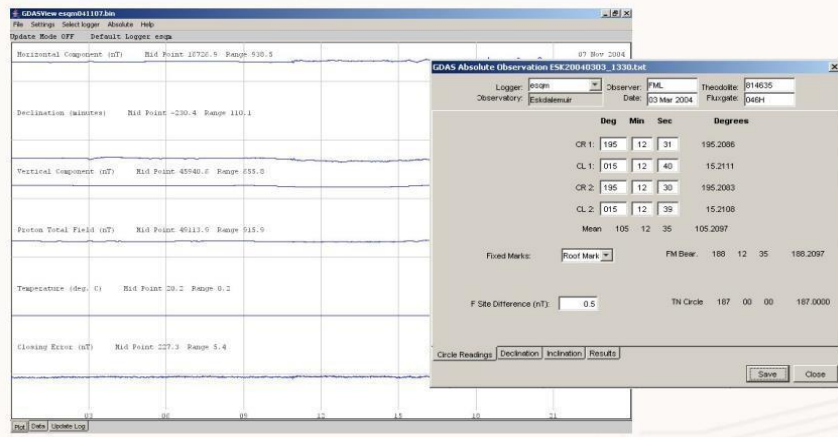 GDASView esqm041107.bin
File Settings Select logger Absolute Help
Update Mode OFF Default Logger esqm
Horizontal Component (nT) Mid Point 16726.9 Range 938.5 07 Nov 2004
Declination (minutes) Mid Point -230.4 Range 110.1
Vertical Component (nT) Mid Point 45940.6 Range 655.8
Proton Total Field (nT) Mid Point 49113.9 Range 915.9
Temperature (deg. C) Mid Point 20.2 Range 0.2
Closing Error (nT) Mid Point 227.3 Range 5.4
03 06 09 12 15 18 21
Plot Data Update Log
GDAS Absolute Observation ESK20040303_1330.txt
Logger: esqm Observer: FML Theodolite: 814635
Observatory: Eskdalemuir Date: 03 Mar 2004 Fluxgate: 046H
Deg Min Sec Degrees
CR 1: 195 12 31 195.2086
CL 1: 015 12 40 15.2111
CR 2: 195 12 30 195.2083
CL 2: 015 12 39 15.2108
Mean 105 12 35 105.2097
Fixed Marks: Roof Mark FM Bear. 188 12 35 188.2097
F Site Difference (nT): 0.5 TN Circle 187 00 00 187.0000
Circle Readings Declination Inclination Results
Save Close